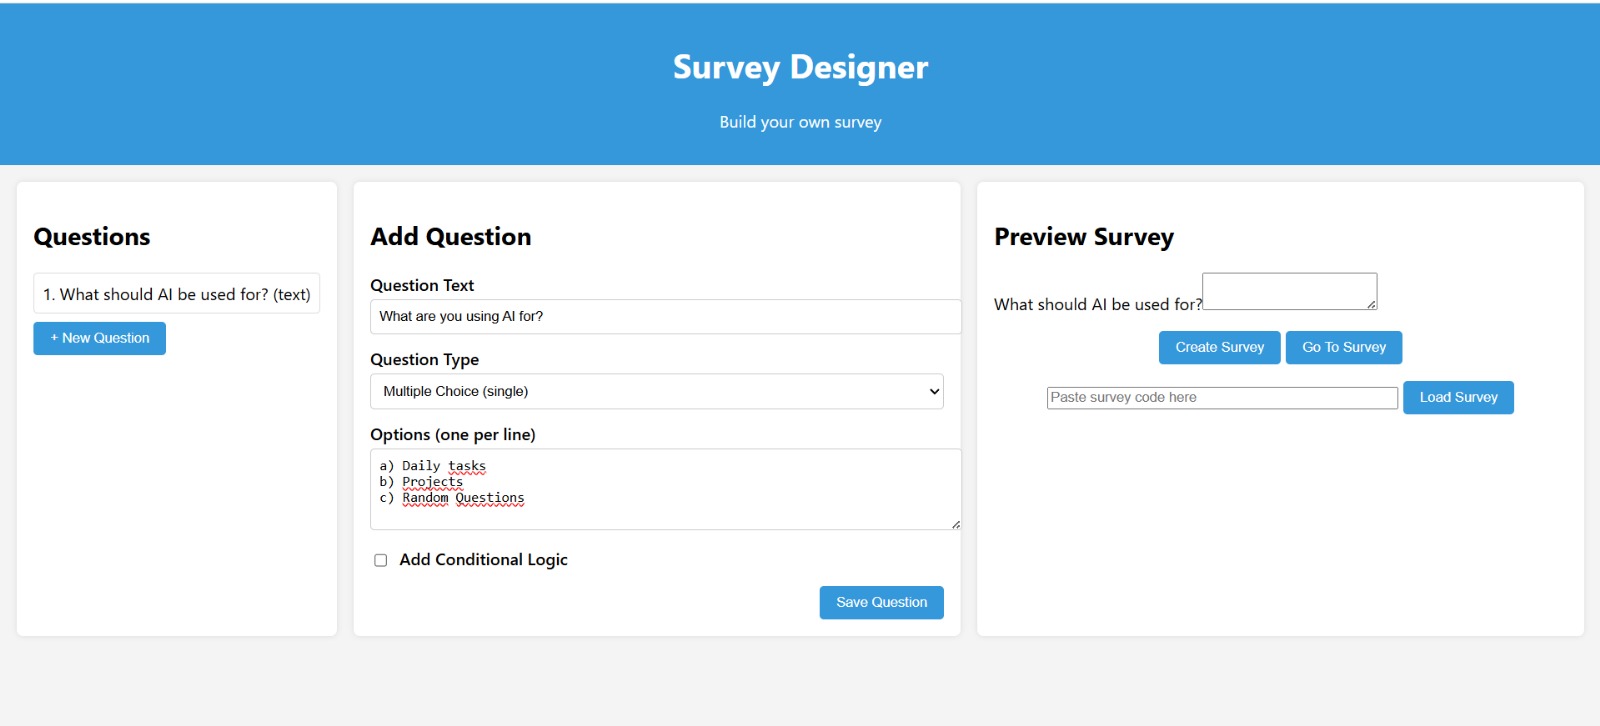 Survey Designer
Build your own survey
Questions
1. What should AI be used for? (text)
+ New Question
Add Question
Question Text
What are you using AI for?
Question Type
Multiple Choice (single)
Options (one per line)
a) Daily tasks
b) Projects
c) Random Questions
Add Conditional Logic
Save Question
Preview Survey
What should AI be used for?
Create Survey Go To Survey
Paste survey code here Load Survey